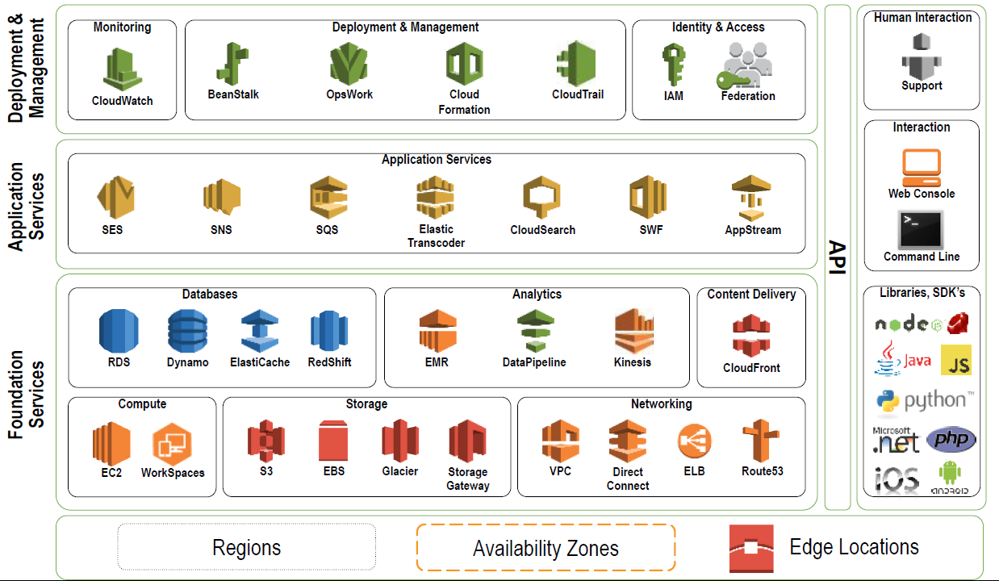 Deployment &
Management
Monitoring
CloudWatch
Deployment & Management
BeanStalk
OpsWork
Cloud
Formation
CloudTrail
Identity & Access
IAM
Federation
Application
Services
Application Services
SES
SNS
SQS
Elastic
Transcoder
CloudSearch
SWF
AppStream
Foundation
Services
Databases
RDS
Dynamo
ElastiCache
RedShift
Analytics
EMR
DataPipeline
Kinesis
Content Delivery
CloudFront
Compute
EC2
WorkSpaces
Storage
S3
EBS
Glacier
Storage
Gateway
Networking
VPC
Direct
Connect
ELB
Route53
API
Human Interaction
Support
Interaction
Web Console
>_
Command Line
Libraries, SDK's
node JS
Java
JS
python™
Microsoft
.net
php
iOS
ANDROID
Regions
Availability Zones
Edge Locations